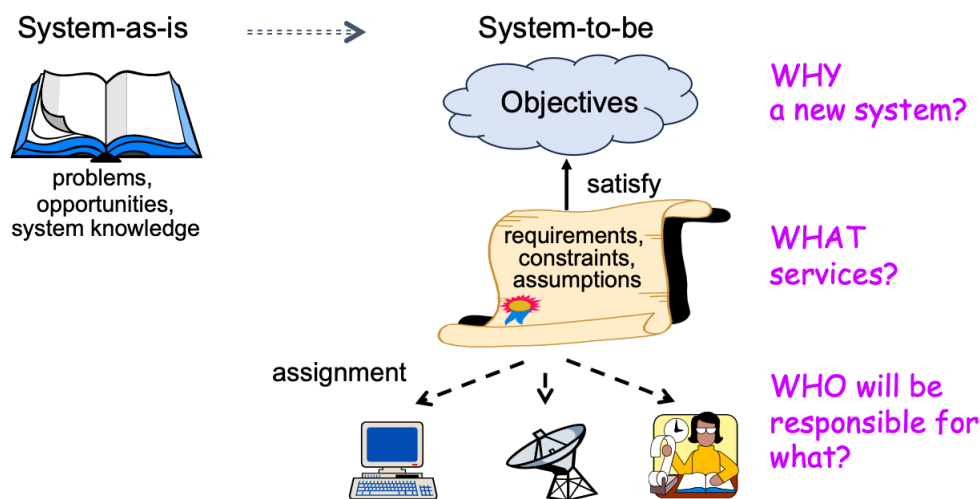 System-as-is
System-to-be
Objectives
WHY
a new system?
problems,
opportunities,
system knowledge
satisfy
requirements,
constraints,
assumptions
WHAT
services?
assignment
WHO will be
responsible for
what?